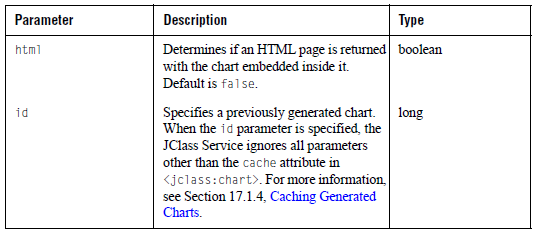 Parameter Description Type
html Determines if an HTML page is returned boolean
with the chart embedded inside it.
Default is false.
id Specifies a previously generated chart. long
When the id parameter is specified, the
JClass Service ignores all parameters
other than the cache attribute in
<jclass:chart>. For more information,
see Section 17.1.4, Caching Generated
Charts.